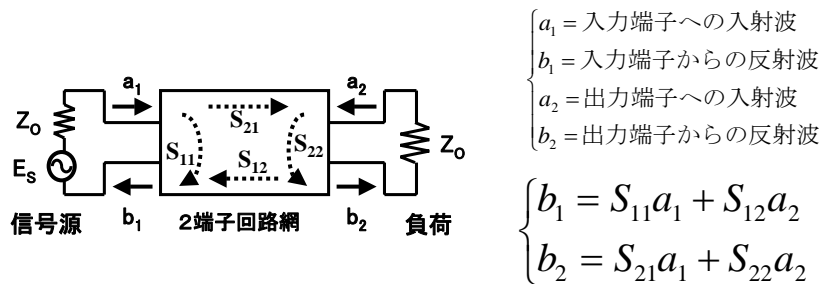 a₁
a₂
S₂₁
S₁₁
S₂₂
S₁₂
Z₀
E_S
Z₀
b₁
b₂
信号源
2端子回路網
負荷
a₁ = 入力端子への入射波
b₁ = 入力端子からの反射波
a₂ = 出力端子への入射波
b₂ = 出力端子からの反射波
b₁ = S₁₁a₁ + S₁₂a₂
b₂ = S₂₁a₁ + S₂₂a₂